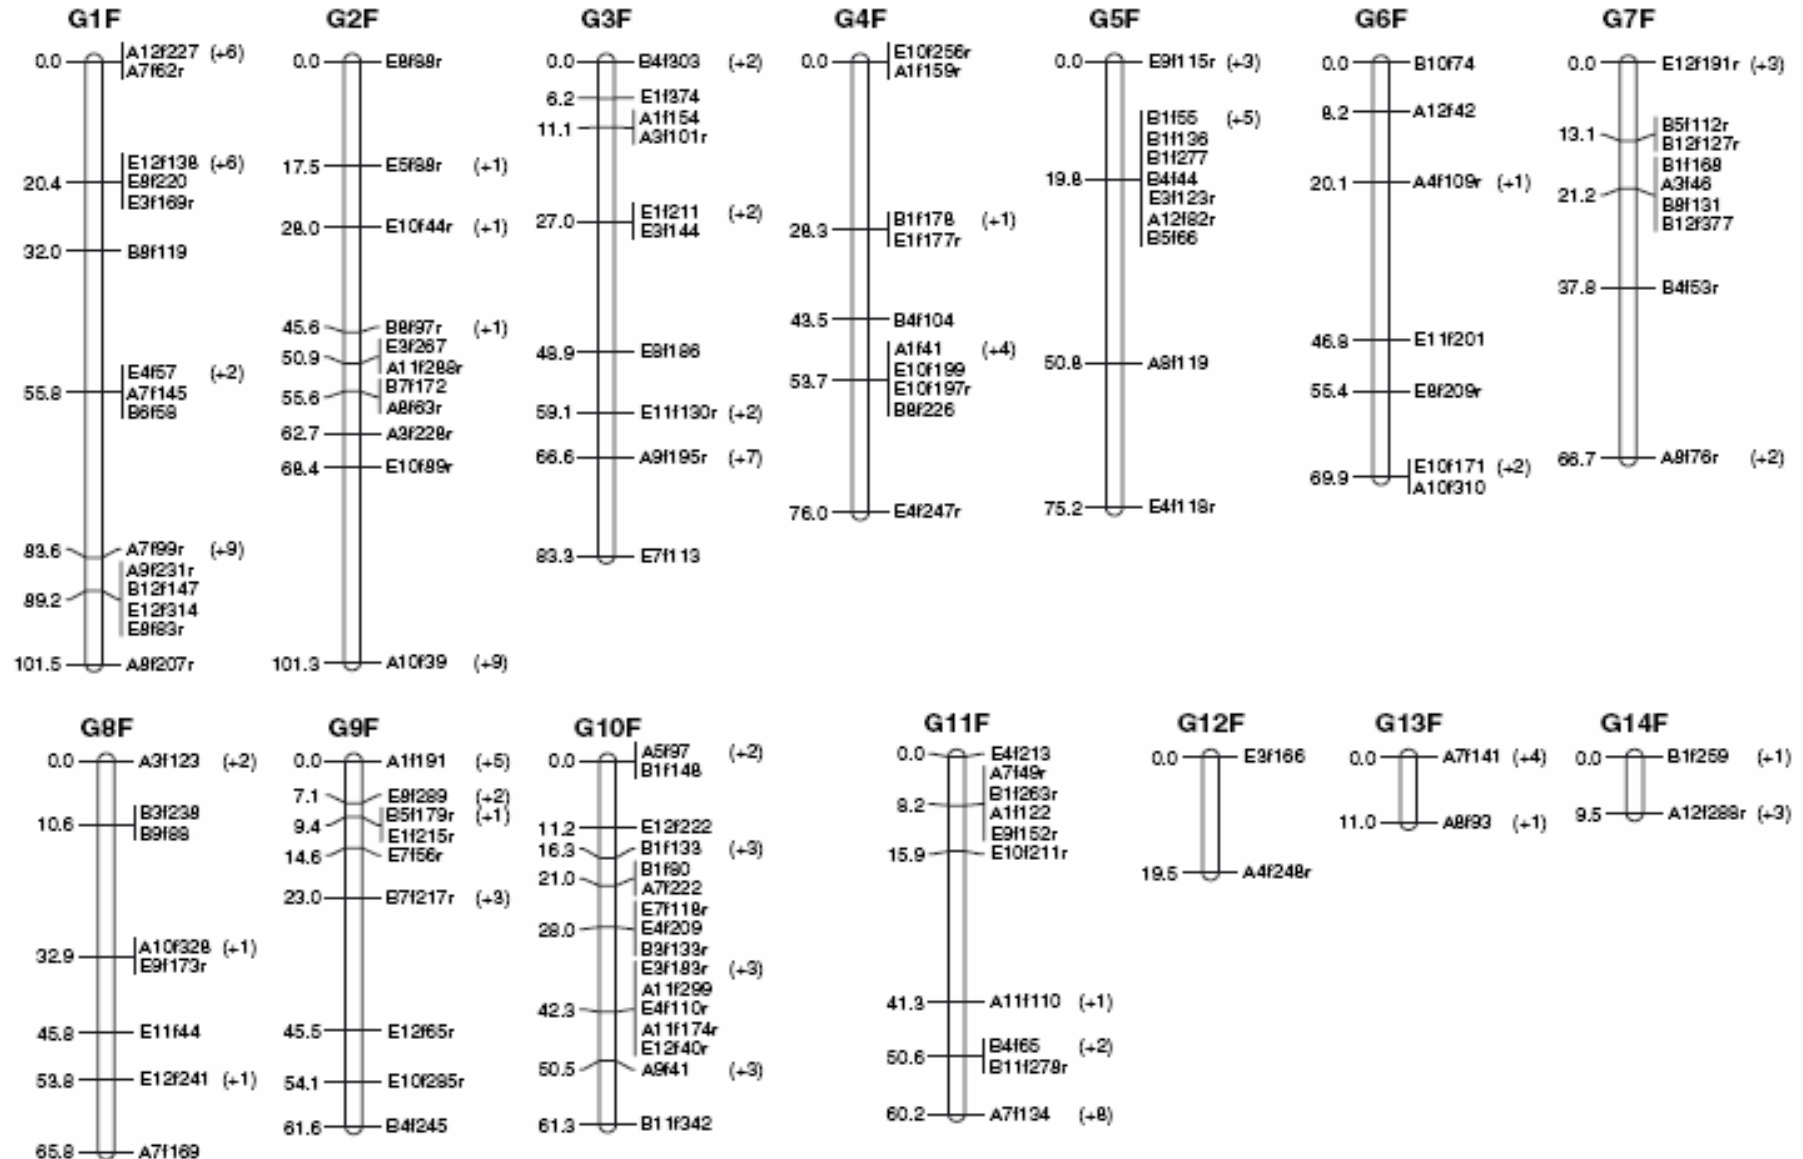 G1F
0.0 A12f227 (+6)
A7f62r
20.4 E12f138 (+6)
E8f220
E3f169r
32.0 B8f119
55.8 E4f57 (+2)
A7f145
B6f58
83.6 A7f99r (+9)
89.2 A9f231r
B12f147
E12f314
E8f83r
101.5 A8f207r
G2F
0.0 E8f88r
17.5 E5f88r (+1)
28.0 E10f44r (+1)
45.6 B8f97r (+1)
50.9 E3f267
A11f288r
55.6 B7f172
A8f63r
62.7 A3f228r
68.4 E10f89r
101.3 A10f39 (+9)
G3F
0.0 B4f303 (+2)
6.2 E1f374
11.1 A1f154
A3f101r
27.0 E1f211 (+2)
E3f144
48.9 E8f186
59.1 E11f130r (+2)
66.6 A9f195r (+7)
83.3 E7f113
G4F
0.0 E10f256r
A1f159r
28.3 B1f178 (+1)
E1f177r
43.5 B4f104
53.7 A1f41 (+4)
E10f199
E10f197r
B8f226
76.0 E4f247r
G5F
0.0 E9f115r (+3)
19.8 B1f55 (+5)
B1f136
B1f277
B4f44
E3f123r
A12f82r
B5f66
50.8 A8f119
75.2 E4f118r
G6F
0.0 B10f74
8.2 A12f42
20.1 A4f109r (+1)
46.8 E11f201
55.4 E8f209r
69.9 E10f171 (+2)
A10f310
G7F
0.0 E12f191r (+3)
13.1 B5f112r
B12f127r
21.2 B1f168
A3f46
B8f131
B12f377
37.8 B4f53r
66.7 A8f76r (+2)
G8F
0.0 A3f123 (+2)
10.6 B3f238
B9f88
32.9 A10f328 (+1)
E9f173r
45.8 E11f44
53.8 E12f241 (+1)
65.8 A7f169
G9F
0.0 A1f191 (+5)
7.1 E8f289 (+2)
9.4 B5f179r (+1)
E1f215r
14.6 E7f56r
23.0 B7f217r (+3)
45.5 E12f65r
54.1 E10f285r
61.6 B4f245
G10F
0.0 A5f97 (+2)
B1f148
11.2 E12f222
16.3 B1f133 (+3)
21.0 B1f80
A7f222
28.0 E7f118r
E4f209
B3f133r
42.3 E3f183r (+3)
A11f299
E4f110r
A11f174r
E12f40r
50.5 A9f41 (+3)
61.3 B11f342
G11F
0.0 E4f213
8.2 A7f49r
B1f263r
A1f122
E9f152r
15.9 E10f211r
41.3 A11f110 (+1)
50.6 B4f65 (+2)
B11f278r
60.2 A7f134 (+8)
G12F
0.0 E3f166
19.5 A4f248r
G13F
0.0 A7f141 (+4)
11.0 A8f93 (+1)
G14F
0.0 B1f259 (+1)
9.5 A12f288r (+3)